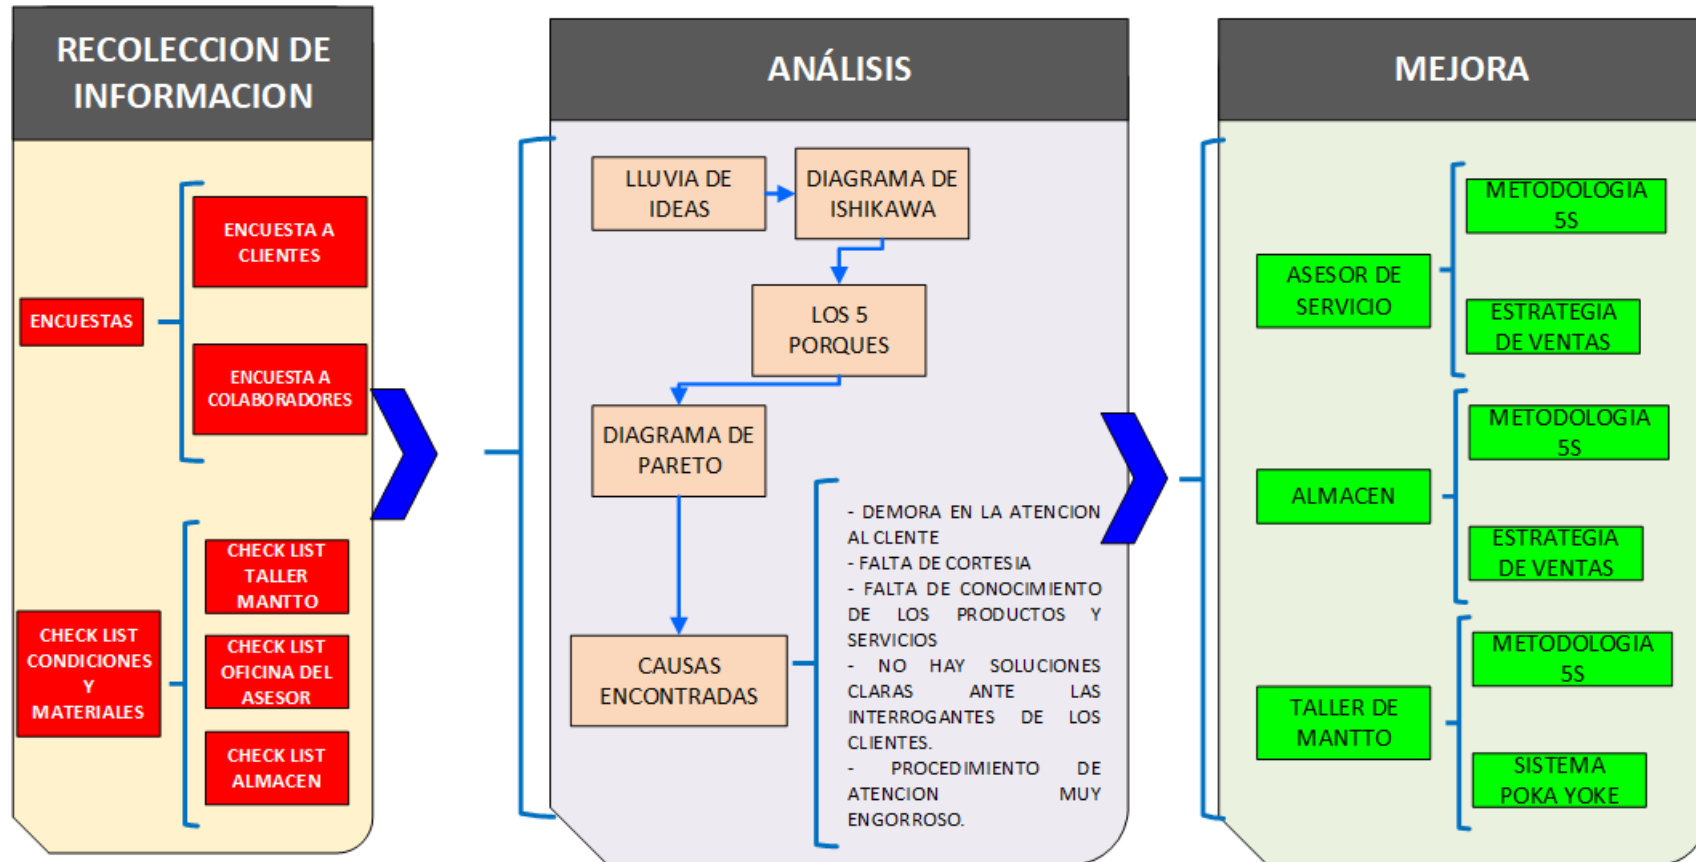 RECOLECCION DE
INFORMACION
ENCUESTAS
ENCUESTA A
CLIENTES
ENCUESTA A
COLABORADORES
CHECK LIST
CONDICIONES
Y
MATERIALES
CHECK LIST
TALLER
MANTTO
CHECK LIST
OFICINA DEL
ASESOR
CHECK LIST
ALMACEN
ANÁLISIS
LLUVIA DE
IDEAS
DIAGRAMA DE
ISHIKAWA
LOS 5
PORQUES
DIAGRAMA DE
PARETO
CAUSAS
ENCONTRADAS
- DEMORA EN LA ATENCION
AL CLENTE
- FALTA DE CORTESIA
- FALTA DE CONOCIMIENTO
DE LOS PRODUCTOS Y
SERVICIOS
- NO HAY SOLUCIONES
CLARAS ANTE LAS
INTERROGANTES DE LOS
CLIENTES.
- PROCEDIMIENTO DE
ATENCION MUY
ENGORROSO.
MEJORA
ASESOR DE
SERVICIO
METODOLOGIA
5S
ESTRATEGIA
DE VENTAS
ALMACEN
METODOLOGIA
5S
ESTRATEGIA
DE VENTAS
TALLER DE
MANTTO
METODOLOGIA
5S
SISTEMA
POKA YOKE